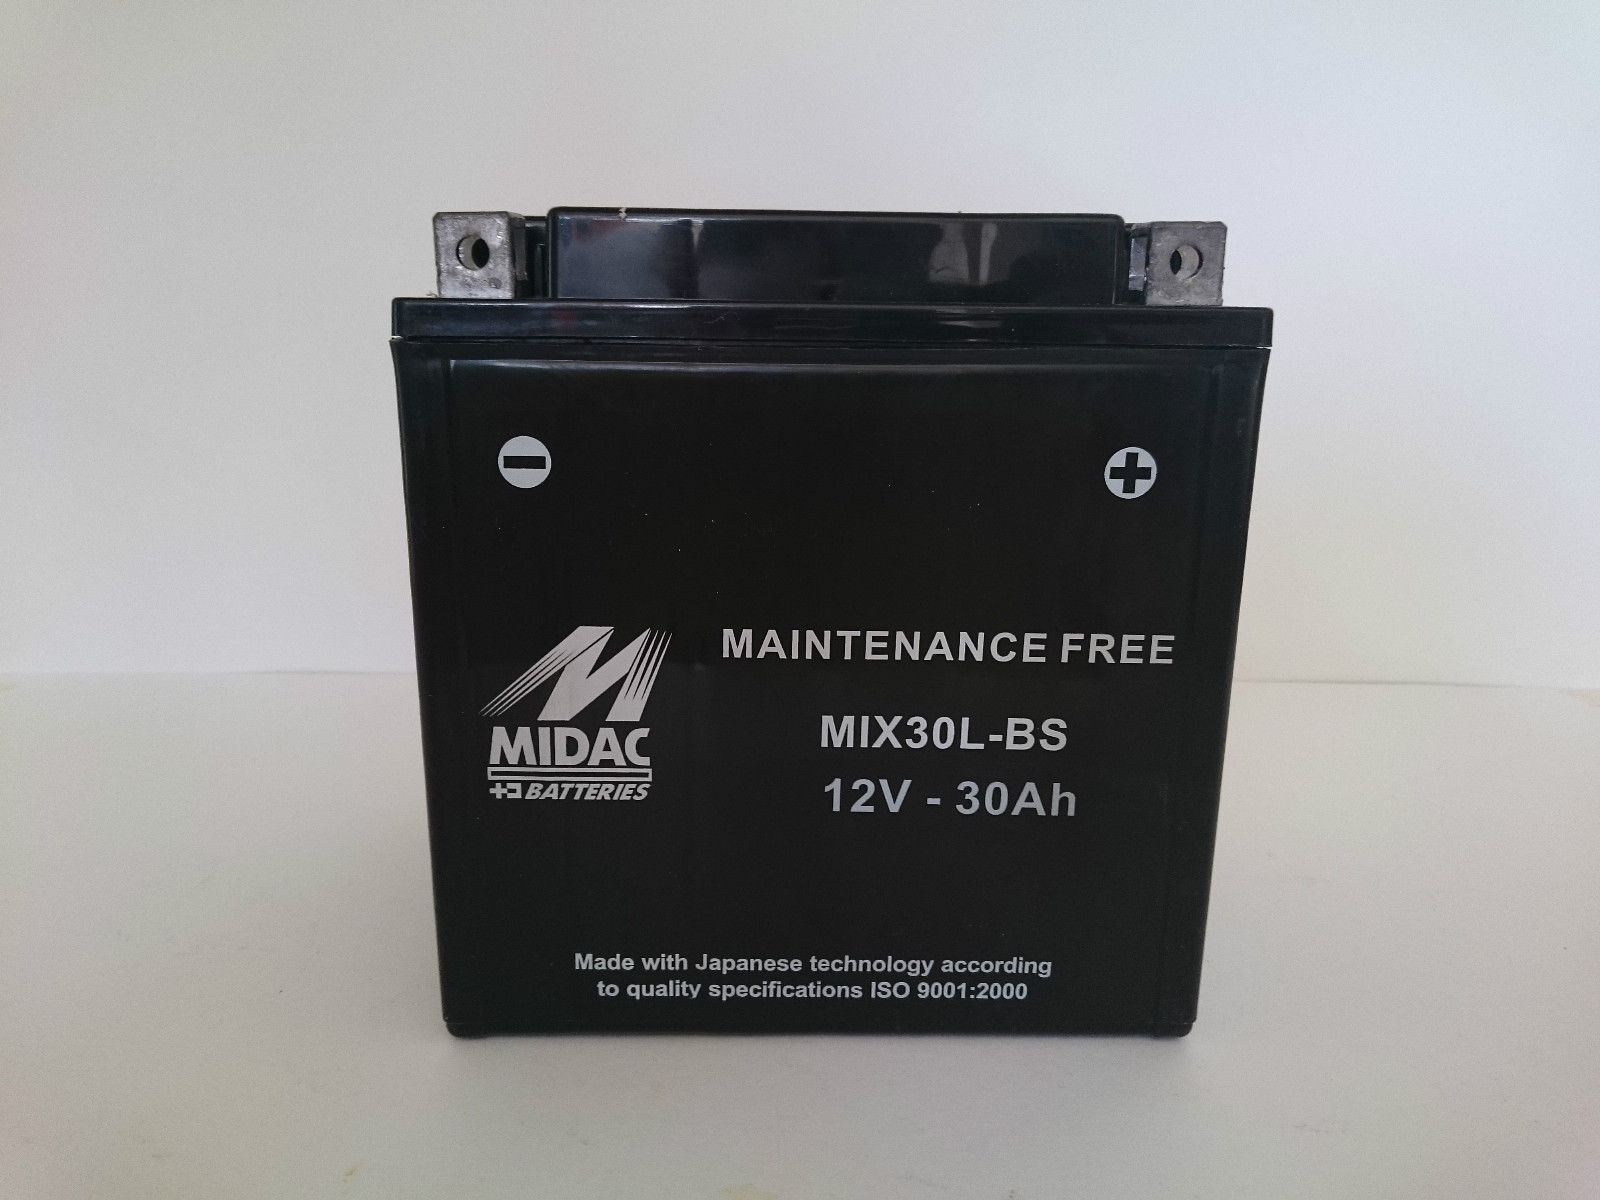 MAINTENANCE FREE
MIDAC
BATTERIES
MIX30L-BS
12V - 30Ah
Made with Japanese technology according
to quality specifications ISO 9001:2000